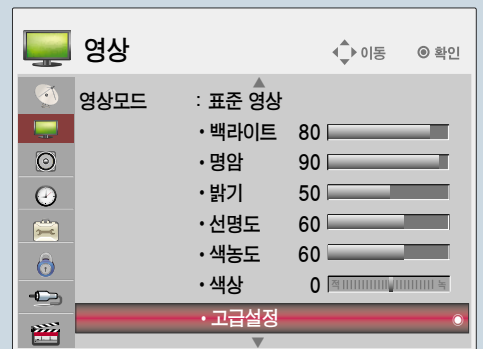 영상
이동 확인
영상모드 : 표준 영상
• 백라이트 80
• 명암 90
• 밝기 50
• 선명도 60
• 색농도 60
• 색상 0 적 녹
• 고급설정